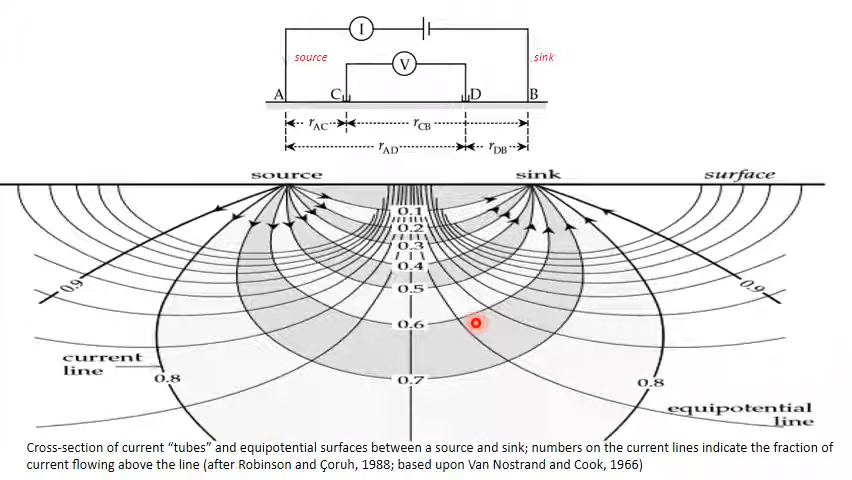 I
source
sink
V
A
C
D
B
rAC
rCB
rAD
rDB
source
sink
surface
0.1
0.2
0.3
0.4
0.5
0.9
0.9
0.6
current
line
0.8
0.7
0.8
equipotential
line
Cross-section of current “tubes” and equipotential surfaces between a source and sink; numbers on the current lines indicate the fraction of
current flowing above the line (after Robinson and Çoruh, 1988; based upon Van Nostrand and Cook, 1966)